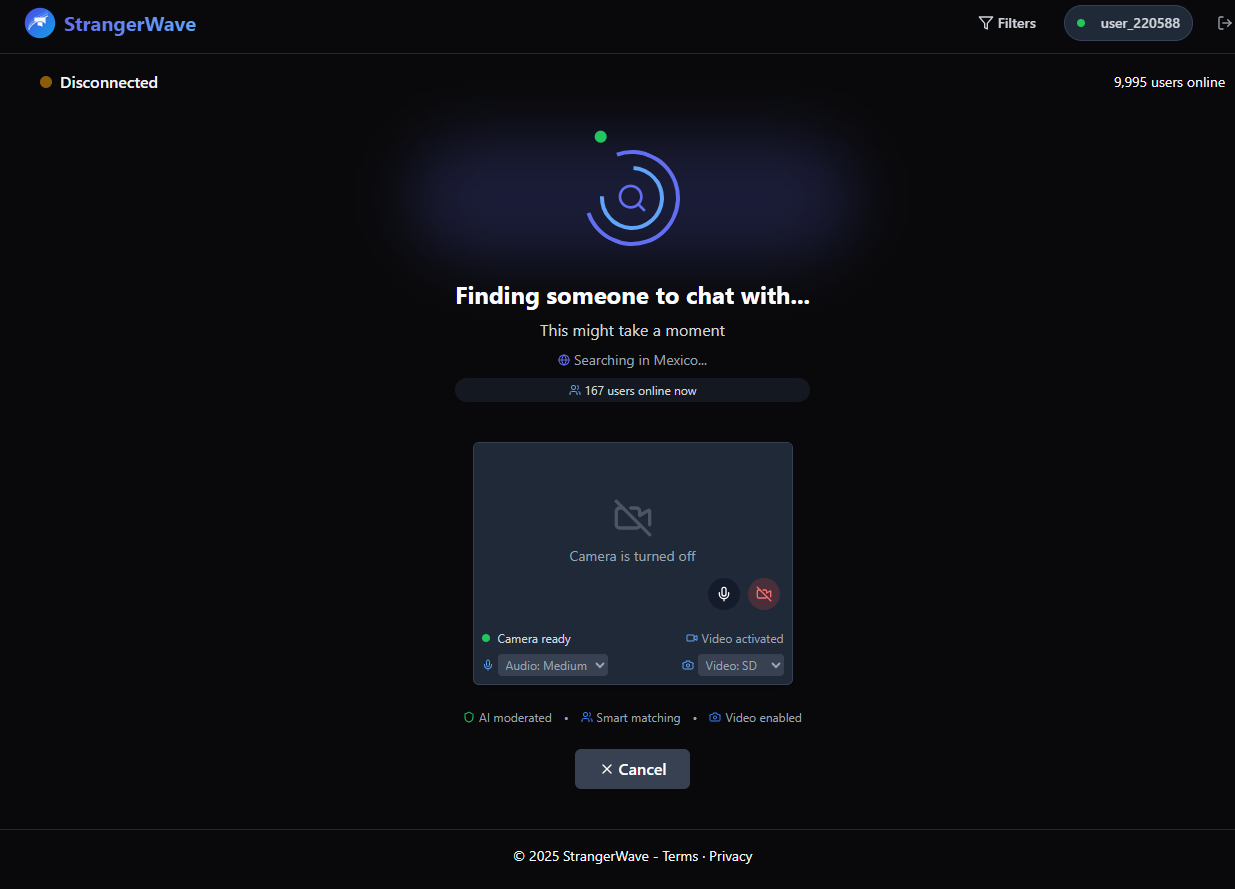 StrangerWave
Filters
user_220588
Disconnected
9,995 users online
Finding someone to chat with...
This might take a moment
Searching in Mexico...
167 users online now
Camera is turned off
Camera ready
Video activated
Audio: Medium
Video: SD
AI moderated • Smart matching • Video enabled
Cancel
© 2025 StrangerWave - Terms · Privacy